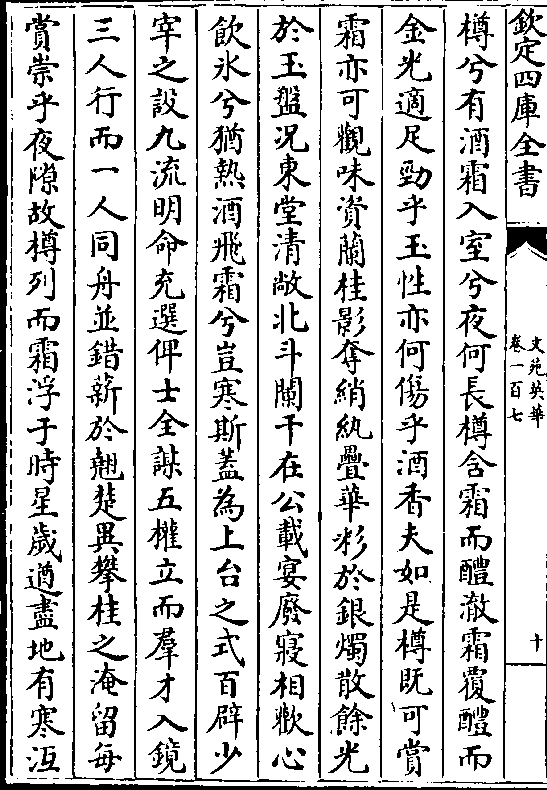 欽定四庫全書
文苑英華
卷一百七
十
樽兮有酒霜入室兮夜何長樽含霜而醴澈霜覆醴而
金光適足勁乎玉性亦何傷乎酒香夫如是樽既可賞
霜亦可觀味資蘭桂影奪綃紈疊華彩於銀燭散餘光
於玉盤况東堂清敞北斗闌干在公載宴廢寢相歡心
飲氷兮猶熱酒飛霜兮豈寒斯蓋為上台之式百辟少
宰之設九流明命充選俾士全謀五權立而羣才入鏡
三人行而一人同舟並錯薪於翹楚異攀桂之淹留每
賞崇乎夜隙故樽列而霜浮于時星歲遒盡地有寒沍